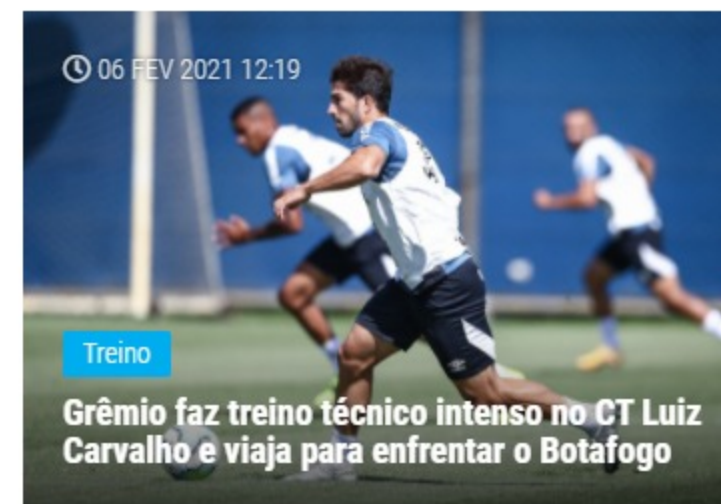 06 FEV 2021 12:19
Treino
Grêmio faz treino técnico intenso no CT Luiz
Carvalho e viaja para enfrentar o Botafogo